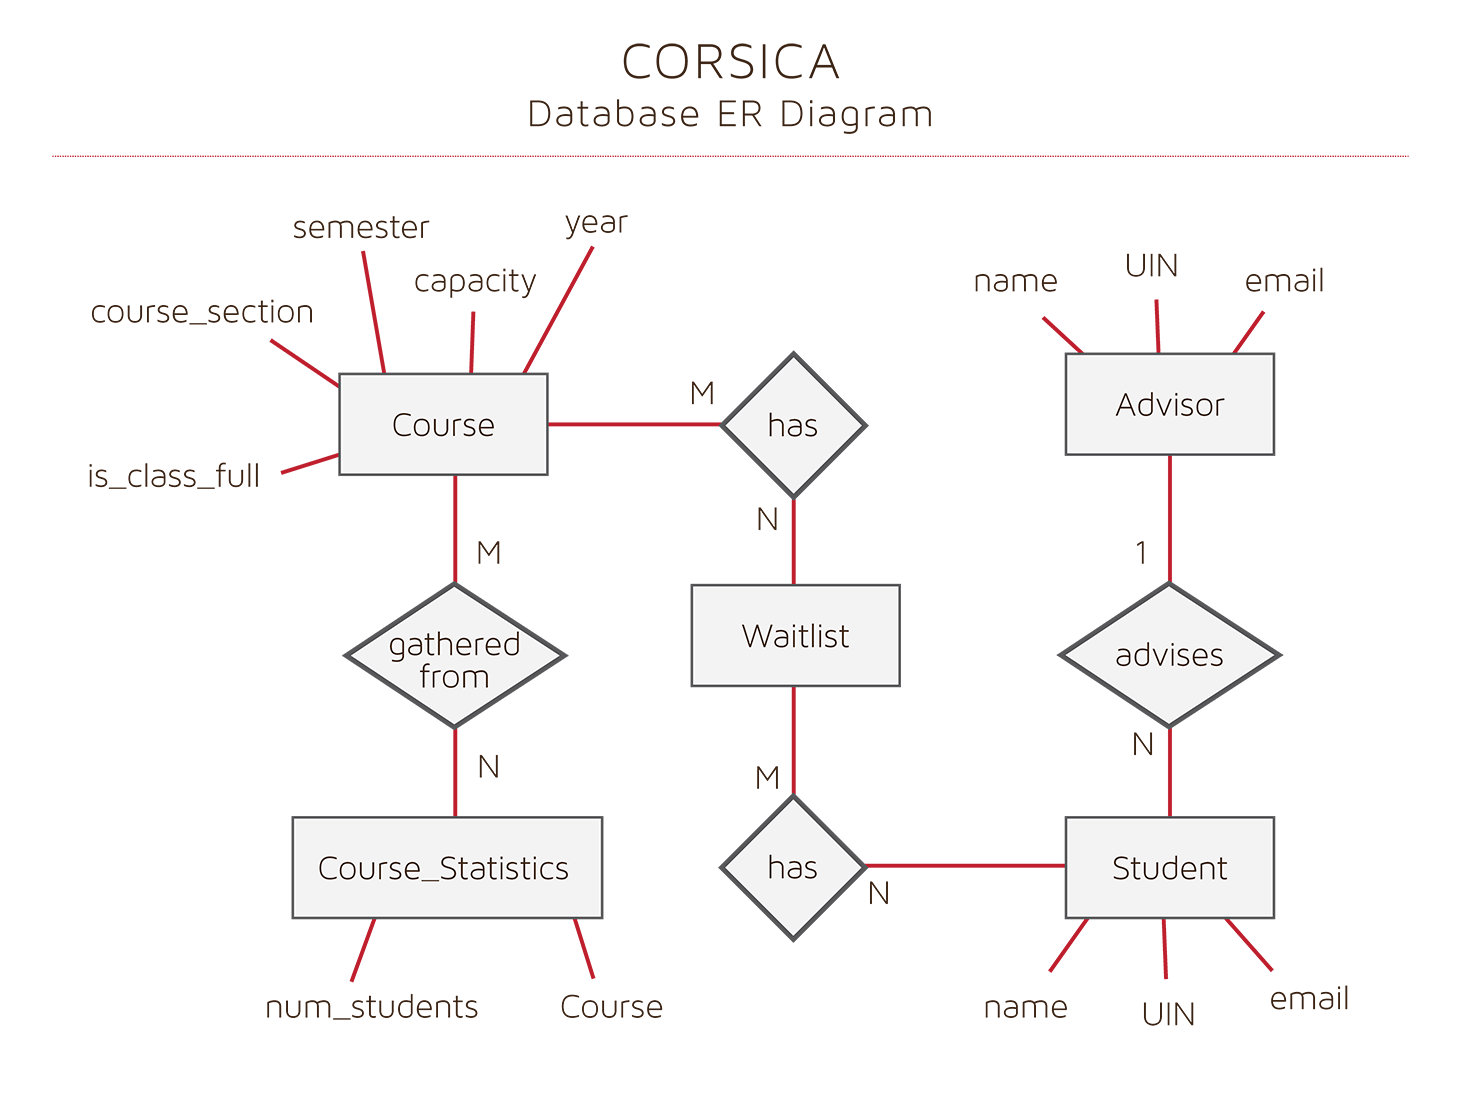 CORSICA
Database ER Diagram
semester
year
capacity
course_section
is_class_full
Course
M
has
N
name
UIN
email
Advisor
M
gathered
from
N
Waitlist
1
advises
N
Course_Statistics
num_students
Course
M
has
N
Student
name
UIN
email